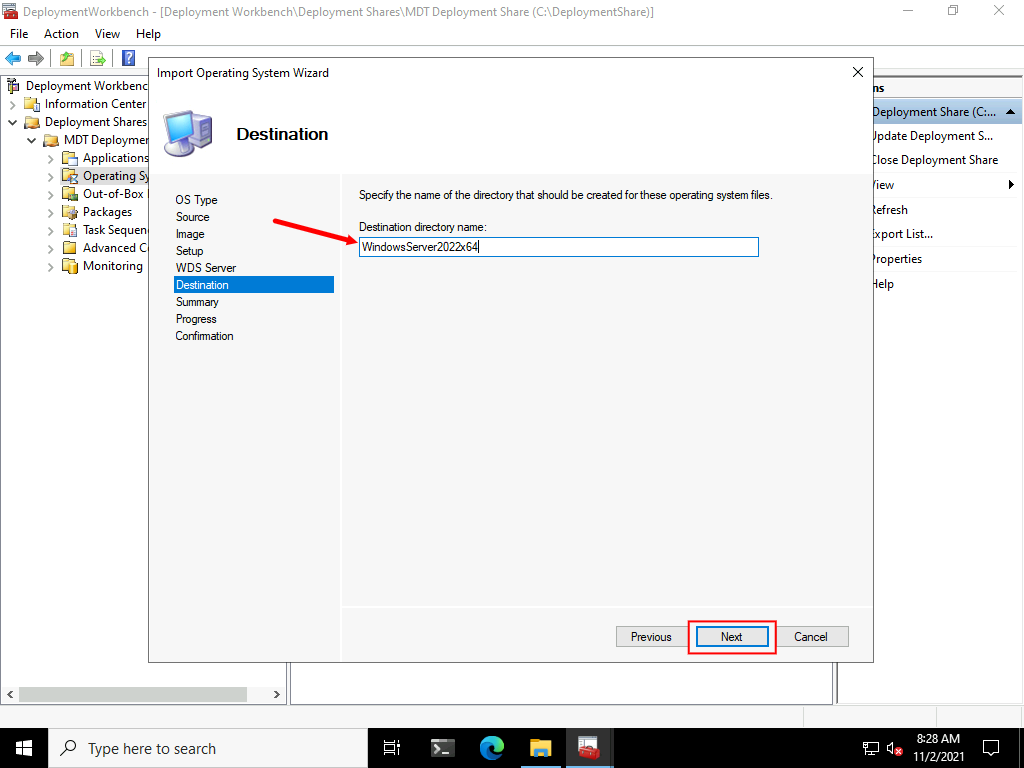 DeploymentWorkbench - [Deployment Workbench\Deployment Shares\MDT Deployment Share (C:\DeploymentShare)]
File Action View Help
Deployment Workbenc
Information Center
Deployment Shares
MDT Deploymen
Applications
Operating Sy
Out-of-Box
Packages
Task Sequen
Advanced C
Monitoring
Import Operating System Wizard
Destination
OS Type
Source
Image
Setup
WDS Server
Destination
Summary
Progress
Confirmation
Specify the name of the directory that should be created for these operating system files.
Destination directory name:
WindowsServer2022x64
Previous Next Cancel
ns
Deployment Share (C:...
Update Deployment S...
Close Deployment Share
View
Refresh
Export List...
Properties
Help
Type here to search
8:28 AM
11/2/2021